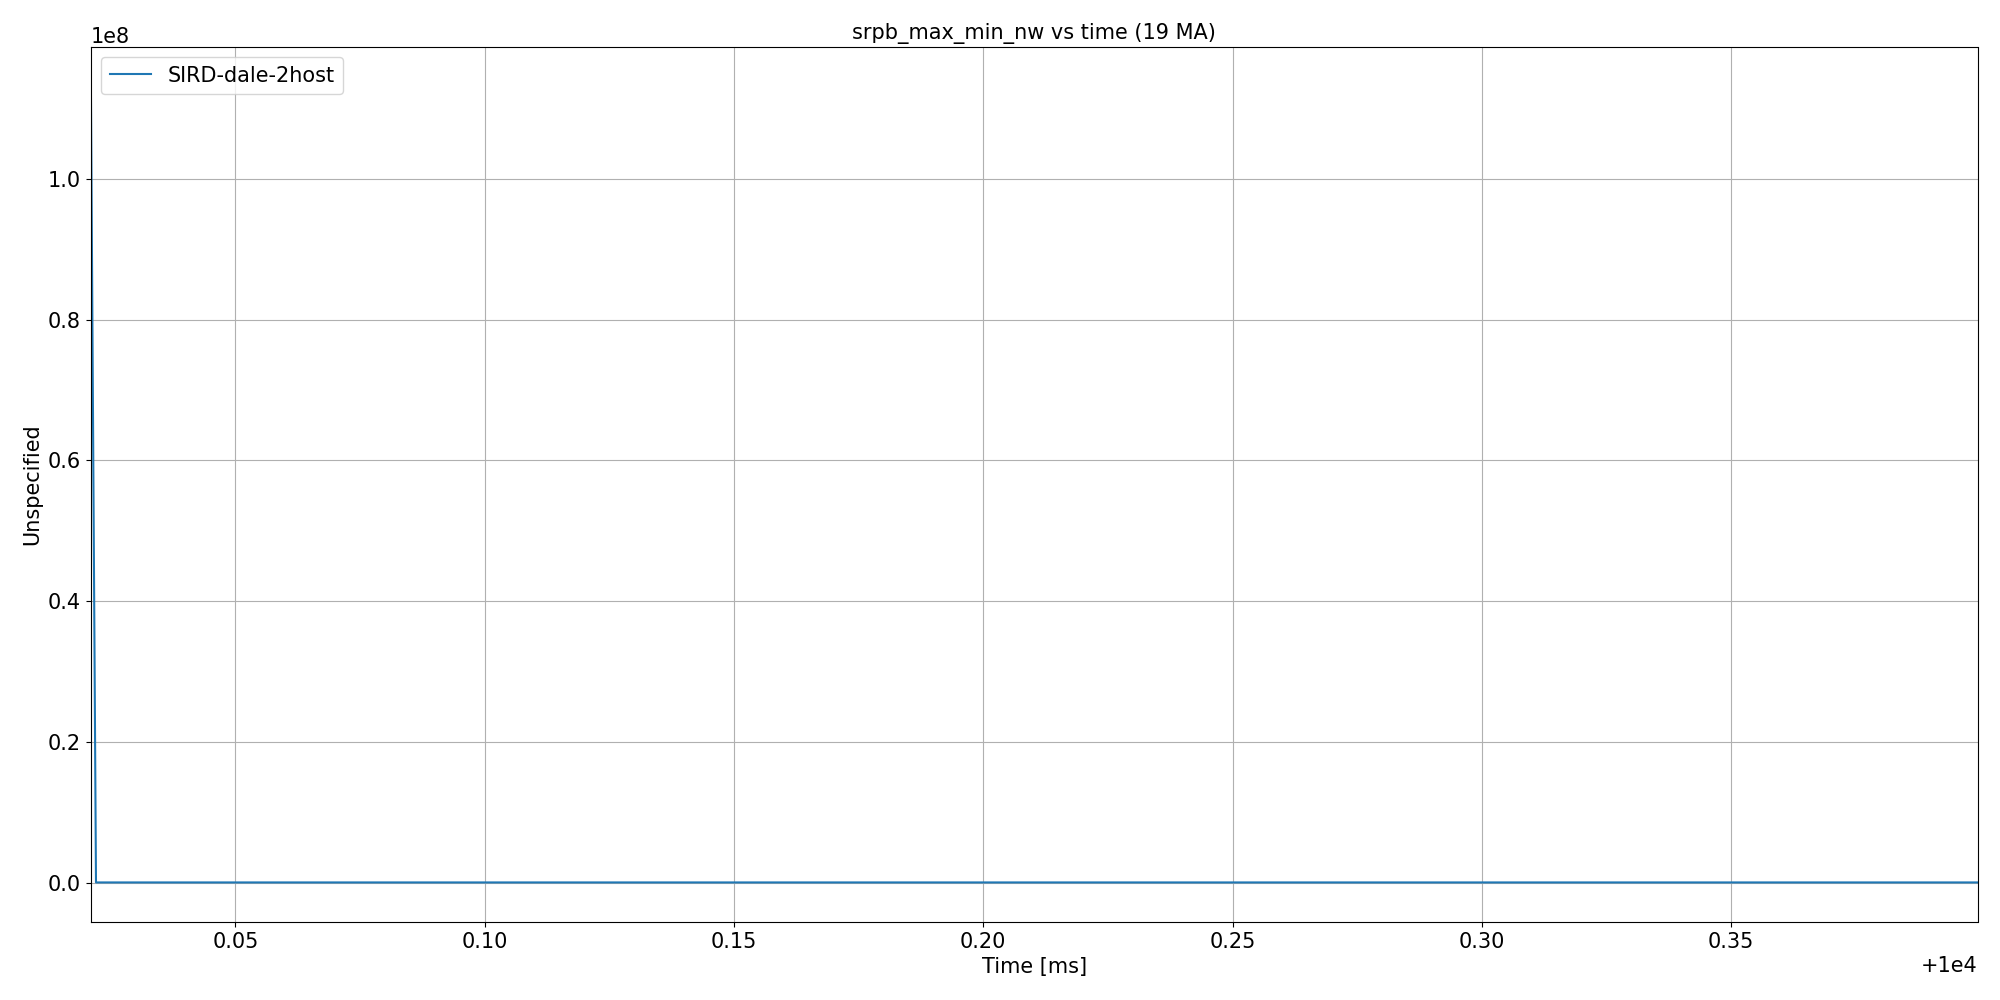 srpb_max_min_nw vs time (19 MA)
1e8
SIRD-dale-2host
1.0
0.8
0.6
0.4
0.2
0.0
Unspecified
0.05 0.10 0.15 0.20 0.25 0.30 0.35
Time [ms]
+1e4